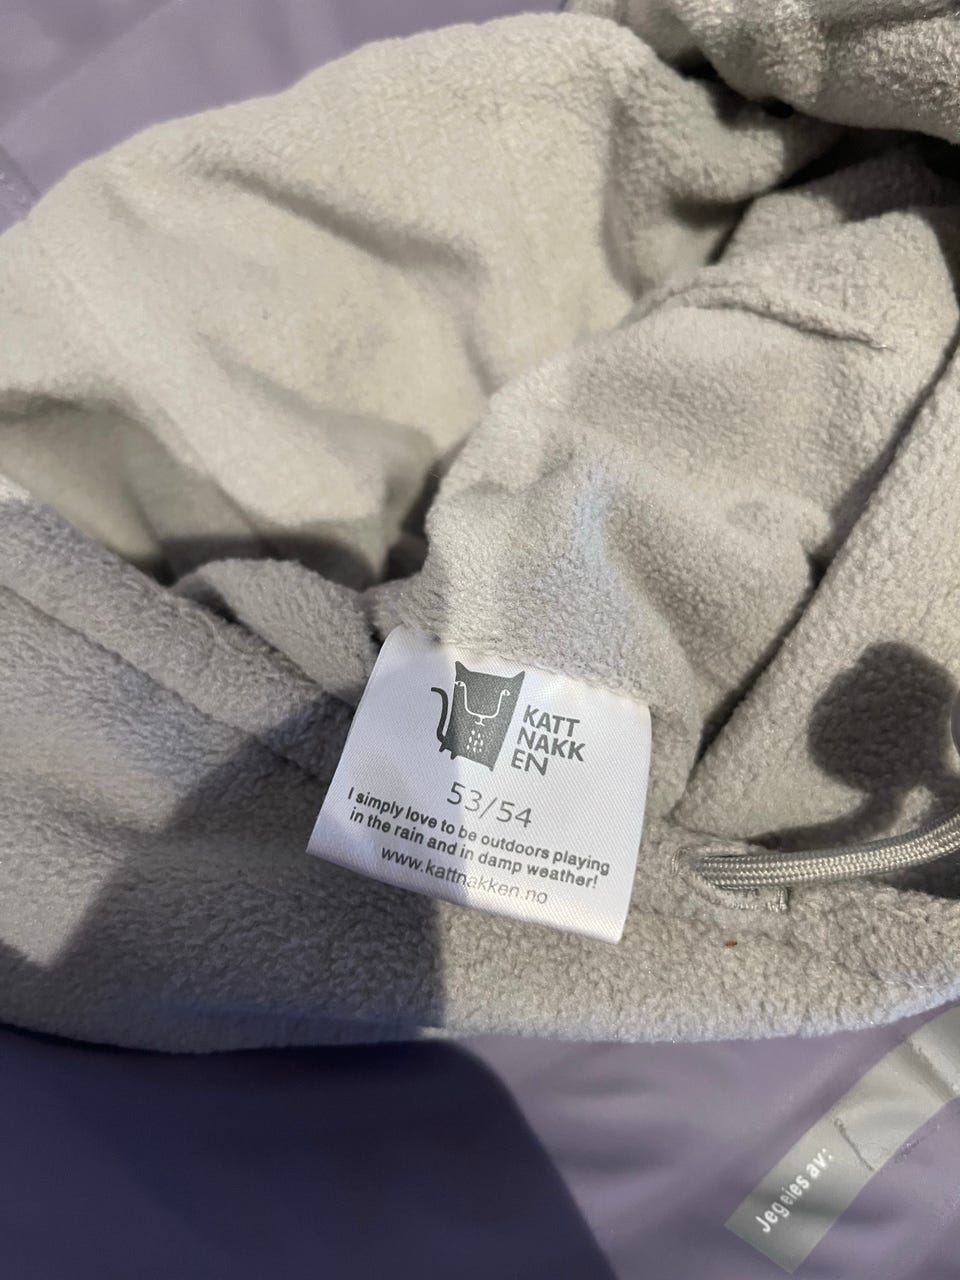 KATT
NAKK
EN
53/54
I simply love to be outdoors playing
in the rain and in damp weather!
www.kattnakken.no
Jeg eies av: